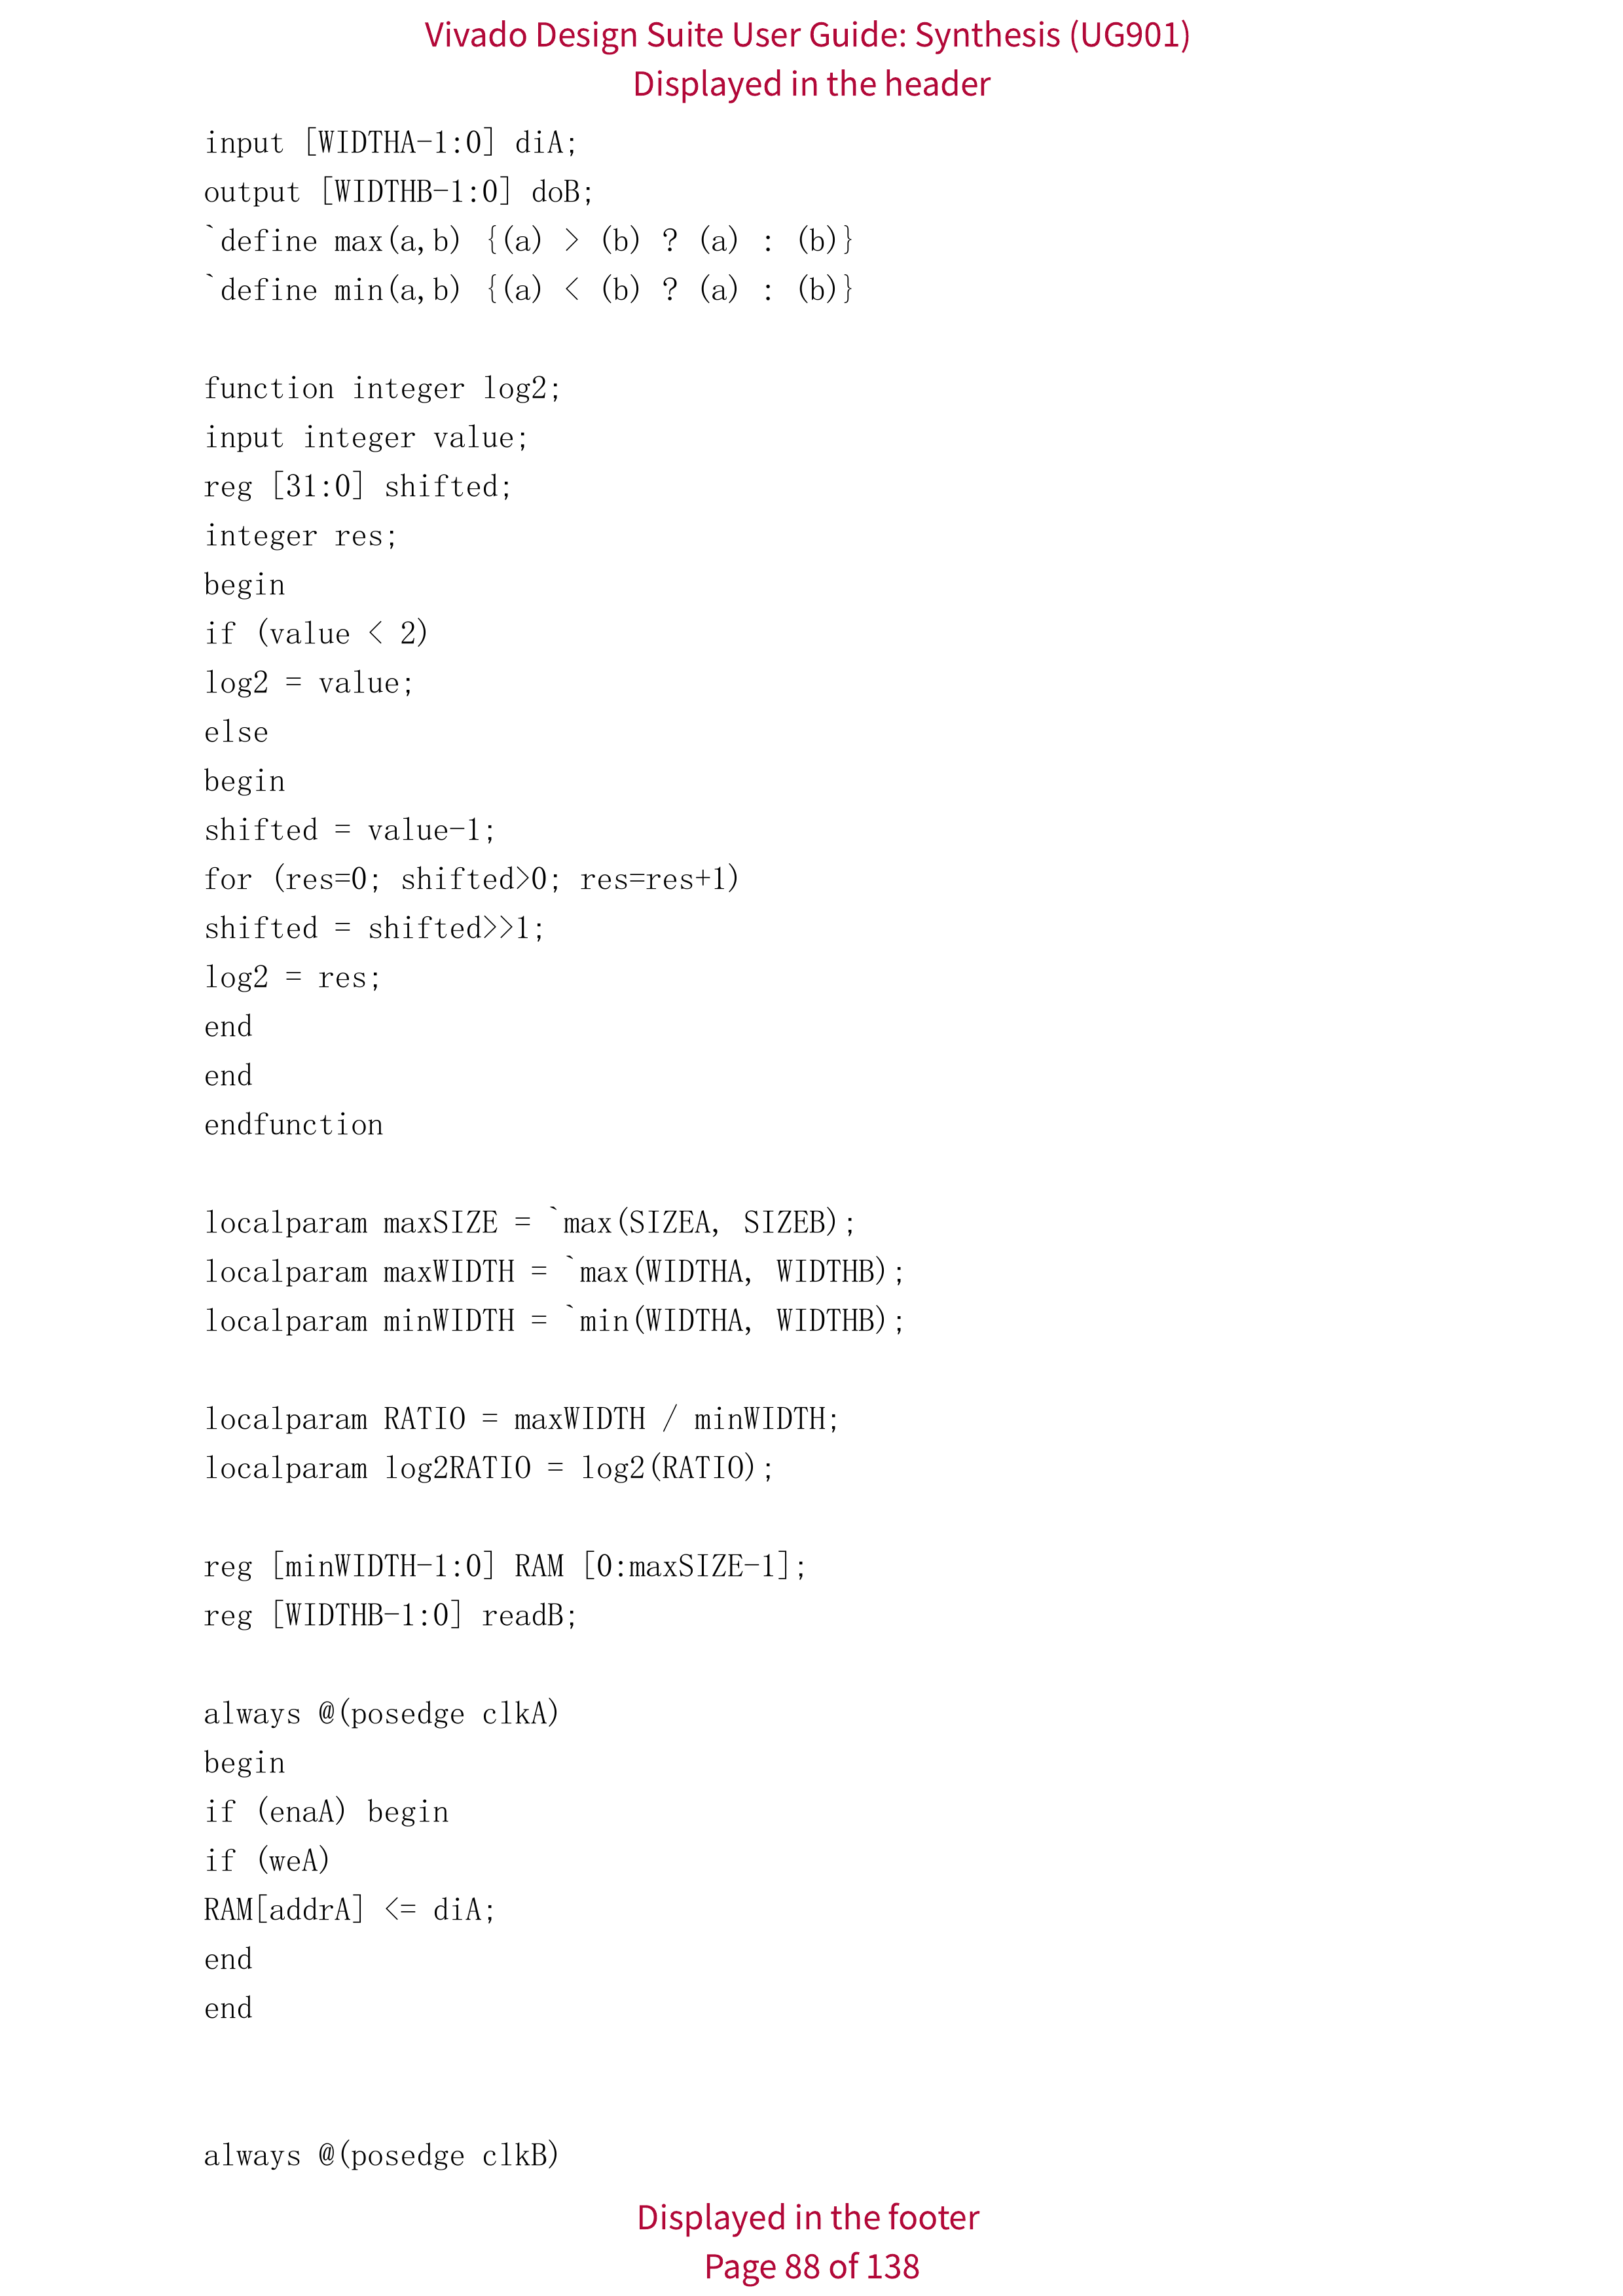 Vivado Design Suite User Guide: Synthesis (UG901)
Displayed in the header
input [WIDTHA-1:0] diA;
output [WIDTHB-1:0] doB;
`define max(a,b) {(a) > (b) ? (a) : (b)}
`define min(a,b) {(a) < (b) ? (a) : (b)}
function integer log2;
input integer value;
reg [31:0] shifted;
integer res;
begin
if (value < 2)
log2 = value;
else
begin
shifted = value-1;
for (res=0; shifted>0; res=res+1)
shifted = shifted>>1;
log2 = res;
end
end
endfunction
localparam maxSIZE = `max(SIZEA, SIZEB);
localparam maxWIDTH = `max(WIDTHA, WIDTHB);
localparam minWIDTH = `min(WIDTHA, WIDTHB);
localparam RATIO = maxWIDTH / minWIDTH;
localparam log2RATIO = log2(RATIO);
reg [minWIDTH-1:0] RAM [0:maxSIZE-1];
reg [WIDTHB-1:0] readB;
always @(posedge clkA)
begin
if (enaA) begin
if (weA)
RAM[addrA] <= diA;
end
end
always @(posedge clkB)
Displayed in the footer
Page 88 of 138